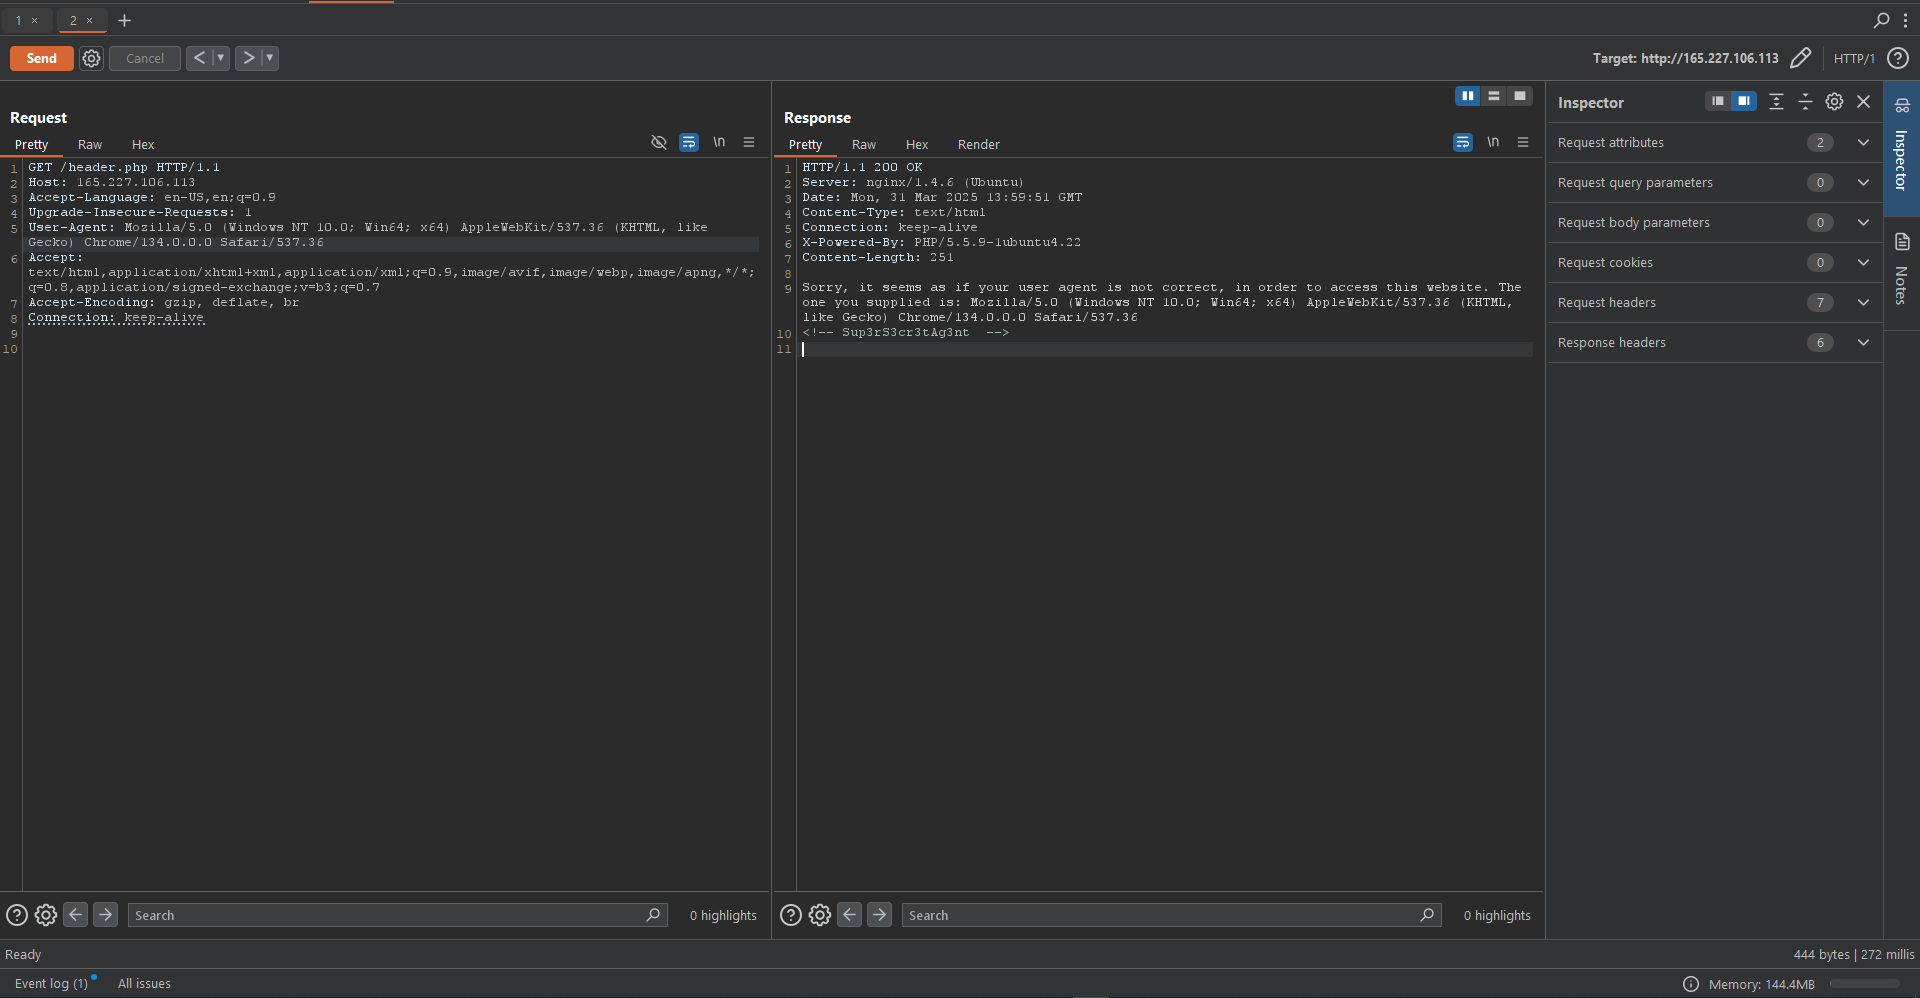 1 × 2 × +
Send Cancel < ▾ > ▾ Target: http://165.227.106.113 HTTP/1 ?
Request
Pretty Raw Hex \n
1 GET /header.php HTTP/1.1
2 Host: 165.227.106.113
3 Accept-Language: en-US,en;q=0.9
4 Upgrade-Insecure-Requests: 1
5 User-Agent: Mozilla/5.0 (Windows NT 10.0; Win64; x64) AppleWebKit/537.36 (KHTML, like
Gecko) Chrome/134.0.0.0 Safari/537.36
6 Accept:
text/html,application/xhtml+xml,application/xml;q=0.9,image/avif,image/webp,image/apng,*/*;
q=0.8,application/signed-exchange;v=b3;q=0.7
7 Accept-Encoding: gzip, deflate, br
8 Connection: keep-alive
9
10
Search 0 highlights
Response
Pretty Raw Hex Render \n
1 HTTP/1.1 200 OK
2 Server: nginx/1.4.6 (Ubuntu)
3 Date: Mon, 31 Mar 2025 13:59:51 GMT
4 Content-Type: text/html
5 Connection: keep-alive
6 X-Powered-By: PHP/5.5.9-1ubuntu4.22
7 Content-Length: 251
8
9 Sorry, it seems as if your user agent is not correct, in order to access this website. The
one you supplied is: Mozilla/5.0 (Windows NT 10.0; Win64; x64) AppleWebKit/537.36 (KHTML,
like Gecko) Chrome/134.0.0.0 Safari/537.36
10 <!-- Sup3rS3cr3tAg3nt  -->
11
Search 0 highlights
Inspector
Request attributes 2
Request query parameters 0
Request body parameters 0
Request cookies 0
Request headers 7
Response headers 6
Inspector
Notes
Ready 444 bytes | 272 millis
Event log (1) All issues Memory: 144.4MB